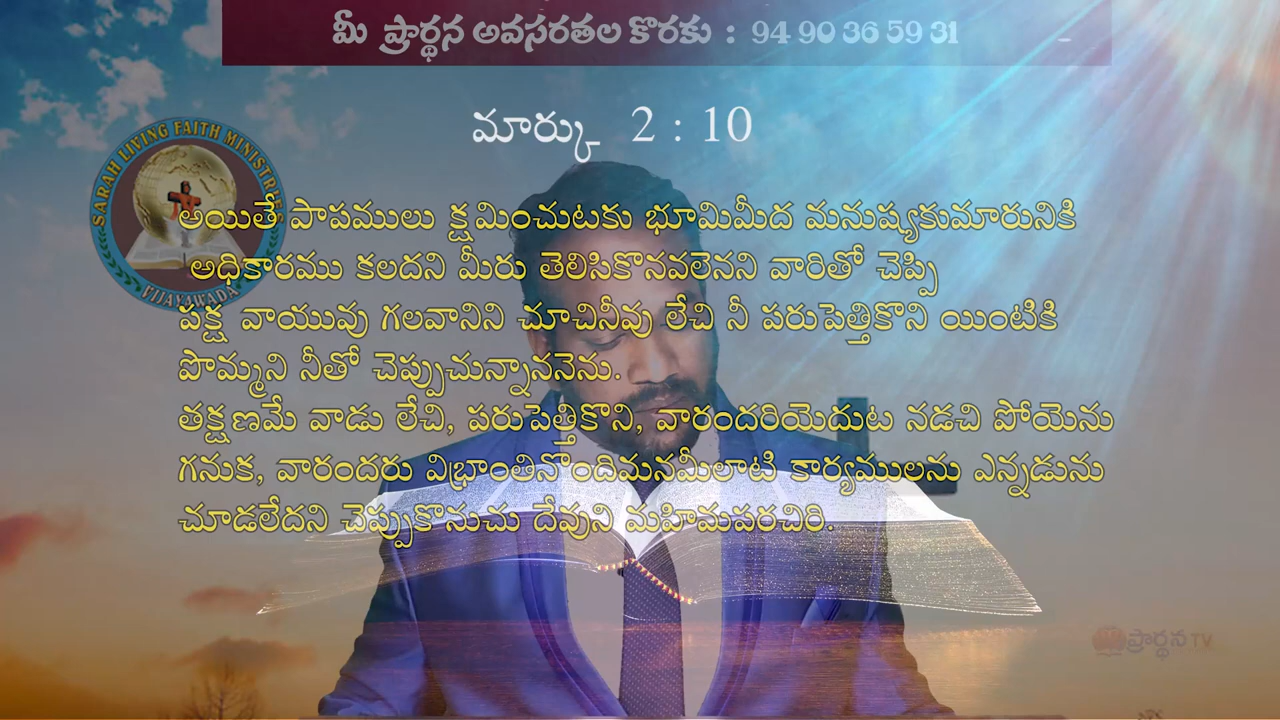 మీ ప్రార్థన అవసరతల కొరకు : 94 90 36 59 31
మార్కు 2 : 10
SARAH LIVING FAITH MINISTRIES
VIJAYAWADA
అయితే పాపములు క్షమించుటకు భూమిమీద మనుష్యకుమారునికి
అధికారము కలదని మీరు తెలిసికొనవలెనని వారితో చెప్పి
పక్ష వాయువు గలవానిని చూచినీవు లేచి నీ పరుపెత్తికొని యింటికి
పొమ్మని నీతో చెప్పుచున్నాననెను.
తక్షణమే వాడు లేచి, పరుపెత్తికొని, వారందరియెదుట నడచి పోయెను
గనుక, వారందరు విభ్రాంతినొందిమనమీలాటి కార్యములను ఎన్నడును
చూడలేదని చెప్పుకొనుచు దేవుని మహిమపరచిరి.
ప్రార్థన TV